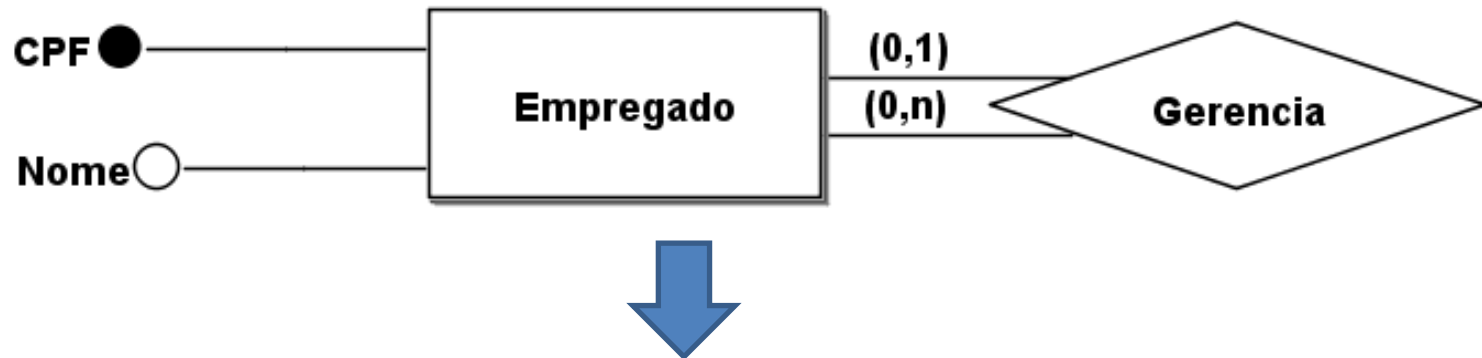 CPF
Nome
Empregado
(0,1)
(0,n)
Gerencia